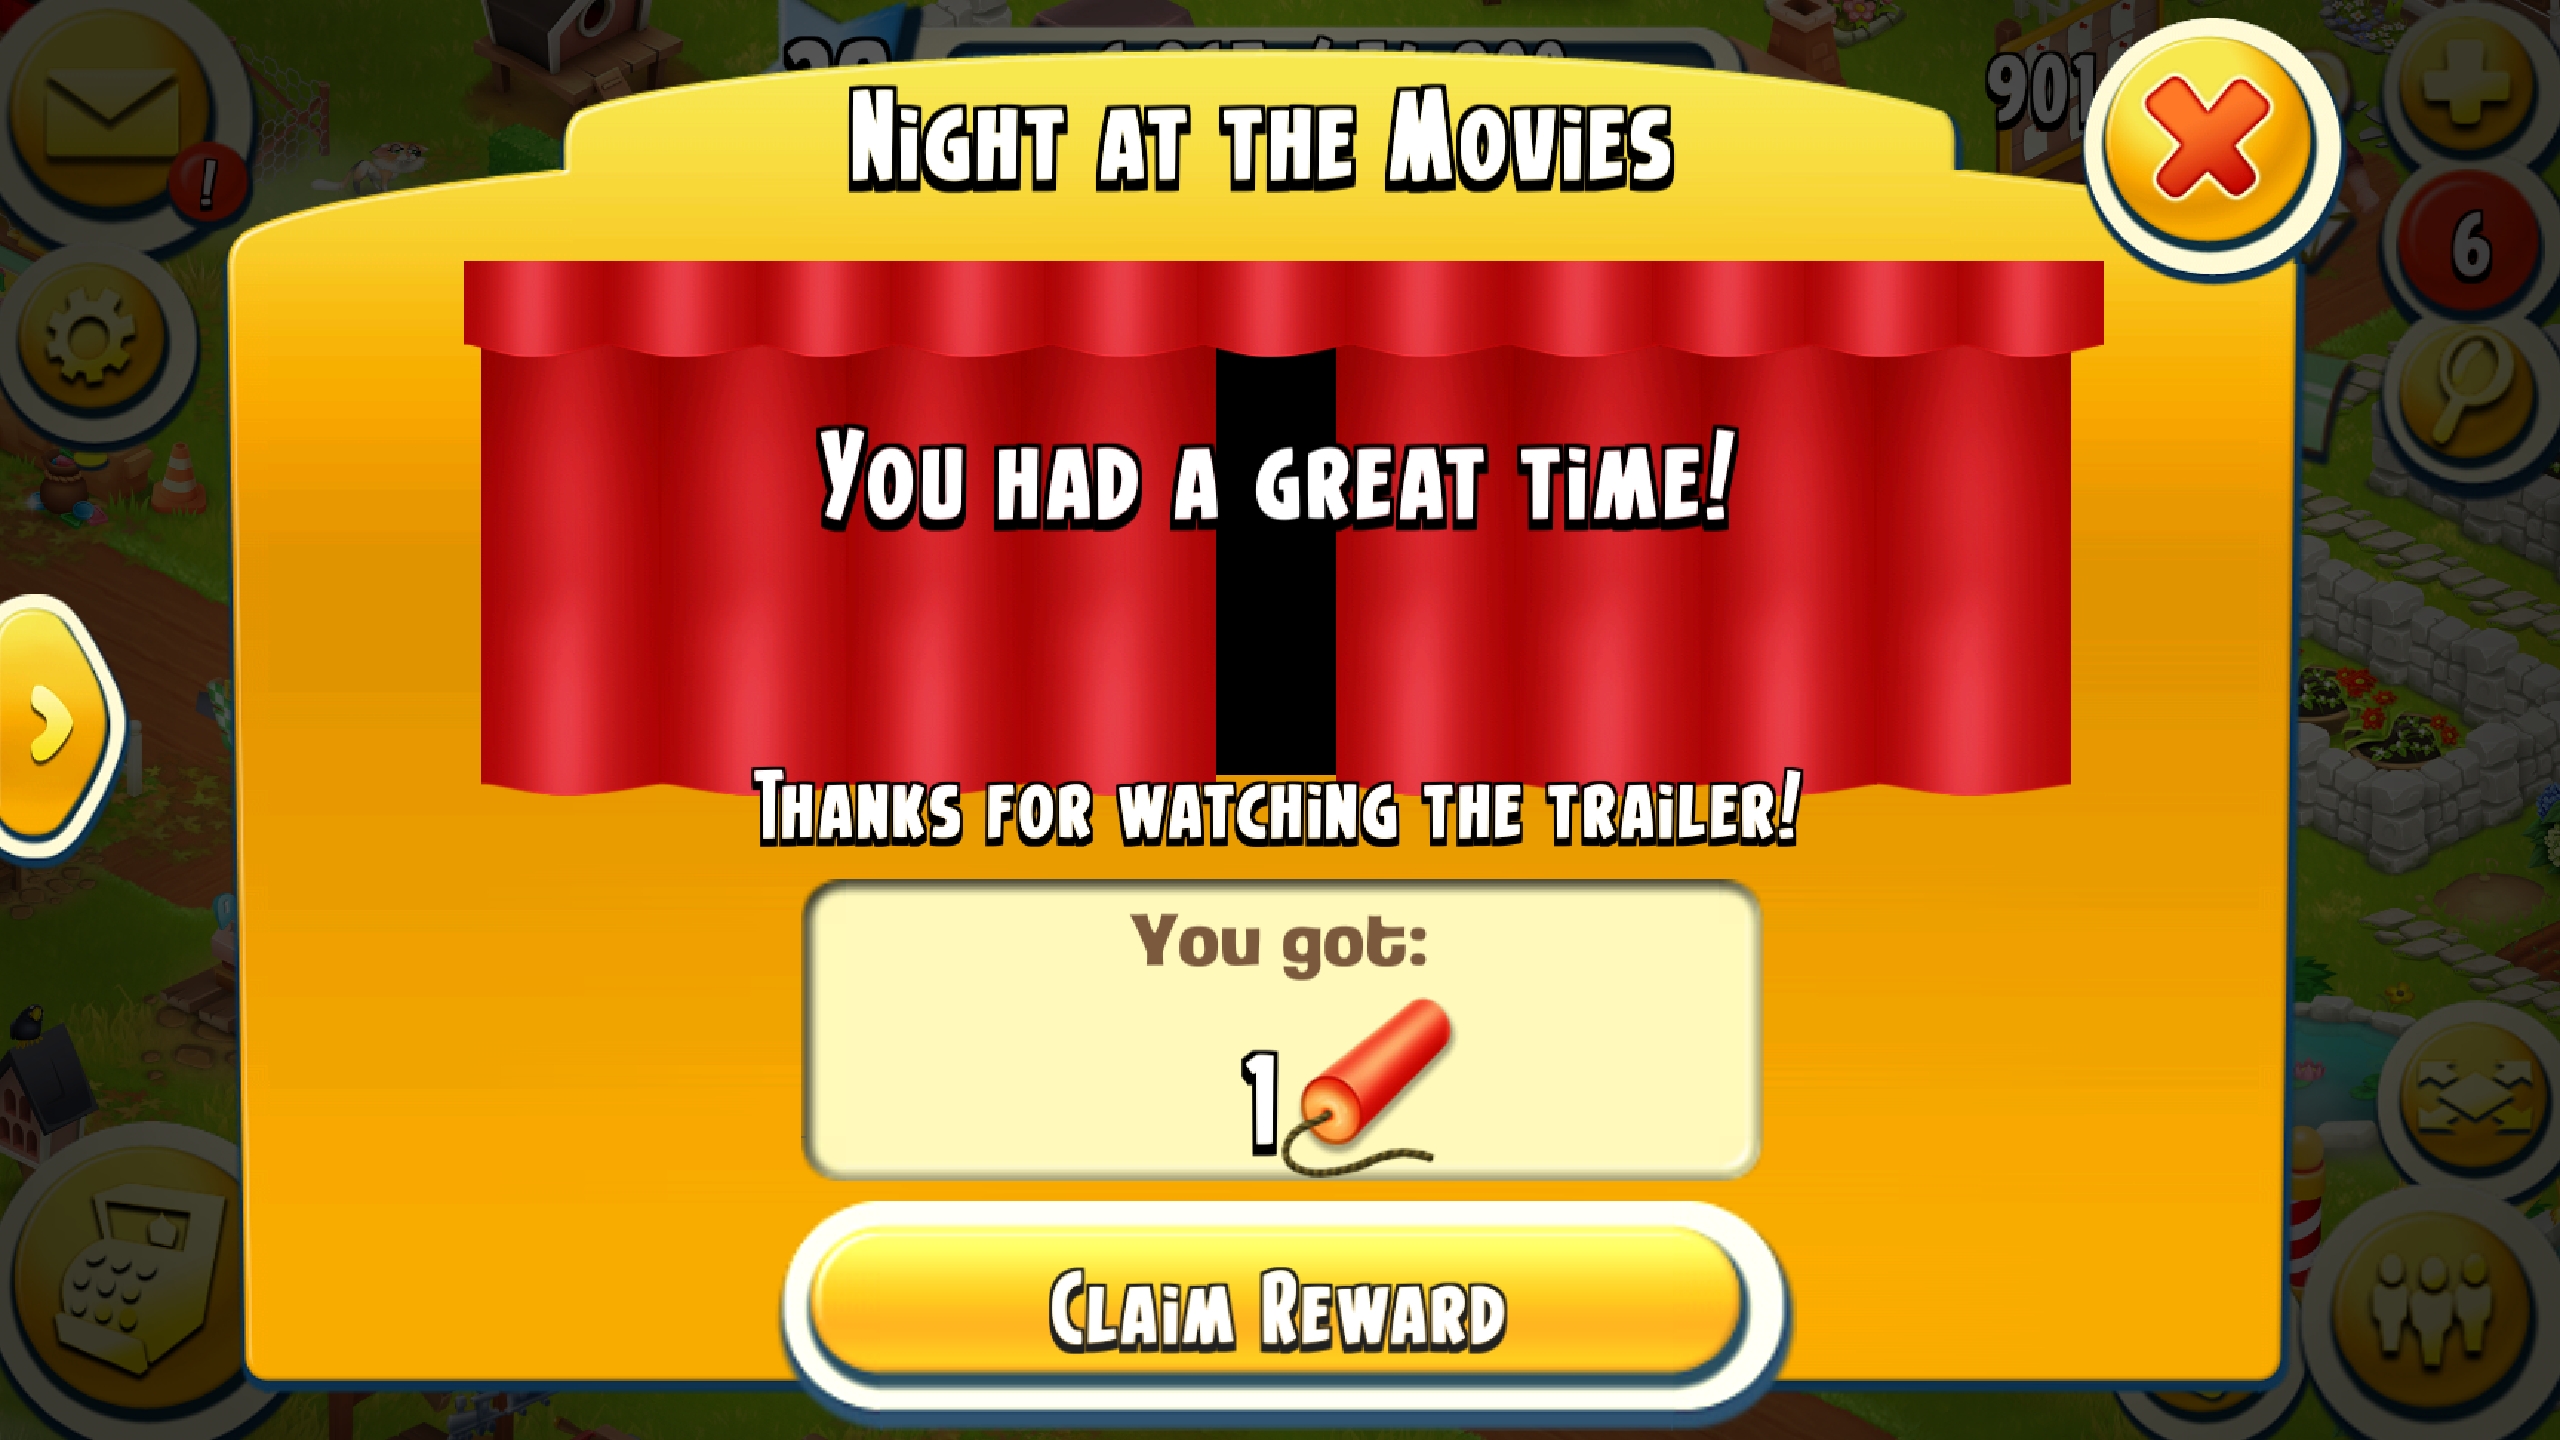 Night at the Movies
901
!
6
You had a great time!
Thanks for watching the trailer!
You got:
1
Claim Reward